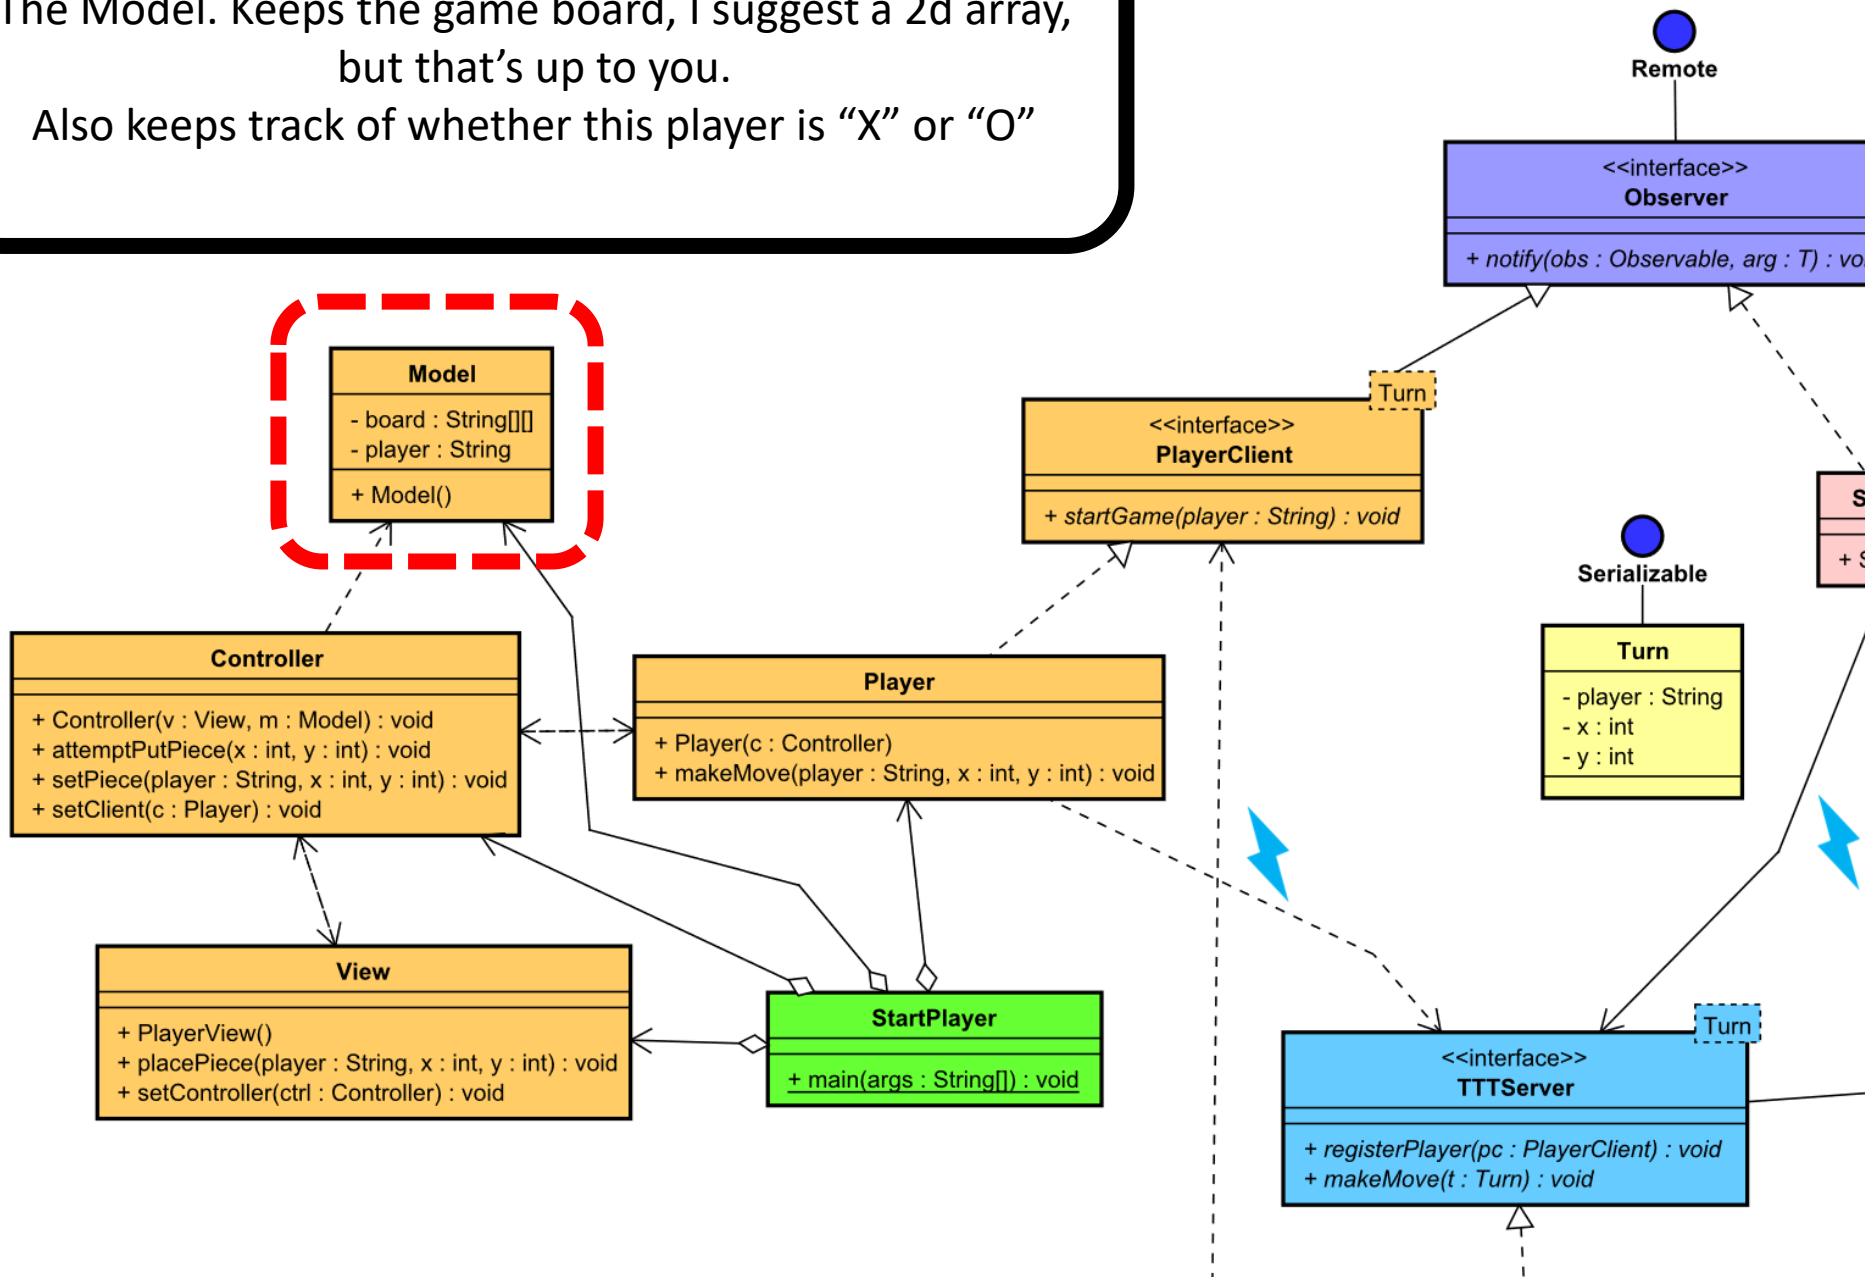 The Model. Keeps the game board, I suggest a 2d array,
but that’s up to you.
Also keeps track of whether this player is “X” or “O”
Remote
<<interface>>
Observer
+ notify(obs : Observable, arg : T) :
Model
- board : String[][]
- player : String
+ Model()
Turn
<<interface>>
PlayerClient
+ startGame(player : String) : void
Serializable
Turn
- player : String
- x : int
- y : int
Controller
+ Controller(v : View, m : Model) : void
+ attemptPutPiece(x : int, y : int) : void
+ setPiece(player : String, x : int, y : int) : void
+ setClient(c : Player) : void
Player
+ Player(c : Controller)
+ makeMove(player : String, x : int, y : int) : void
View
+ PlayerView()
+ placePiece(player : String, x : int, y : int) : void
+ setController(ctrl : Controller) : void
StartPlayer
+ main(args : String[]) : void
Turn
<<interface>>
TTTServer
+ registerPlayer(pc : PlayerClient) : void
+ makeMove(t : Turn) : void